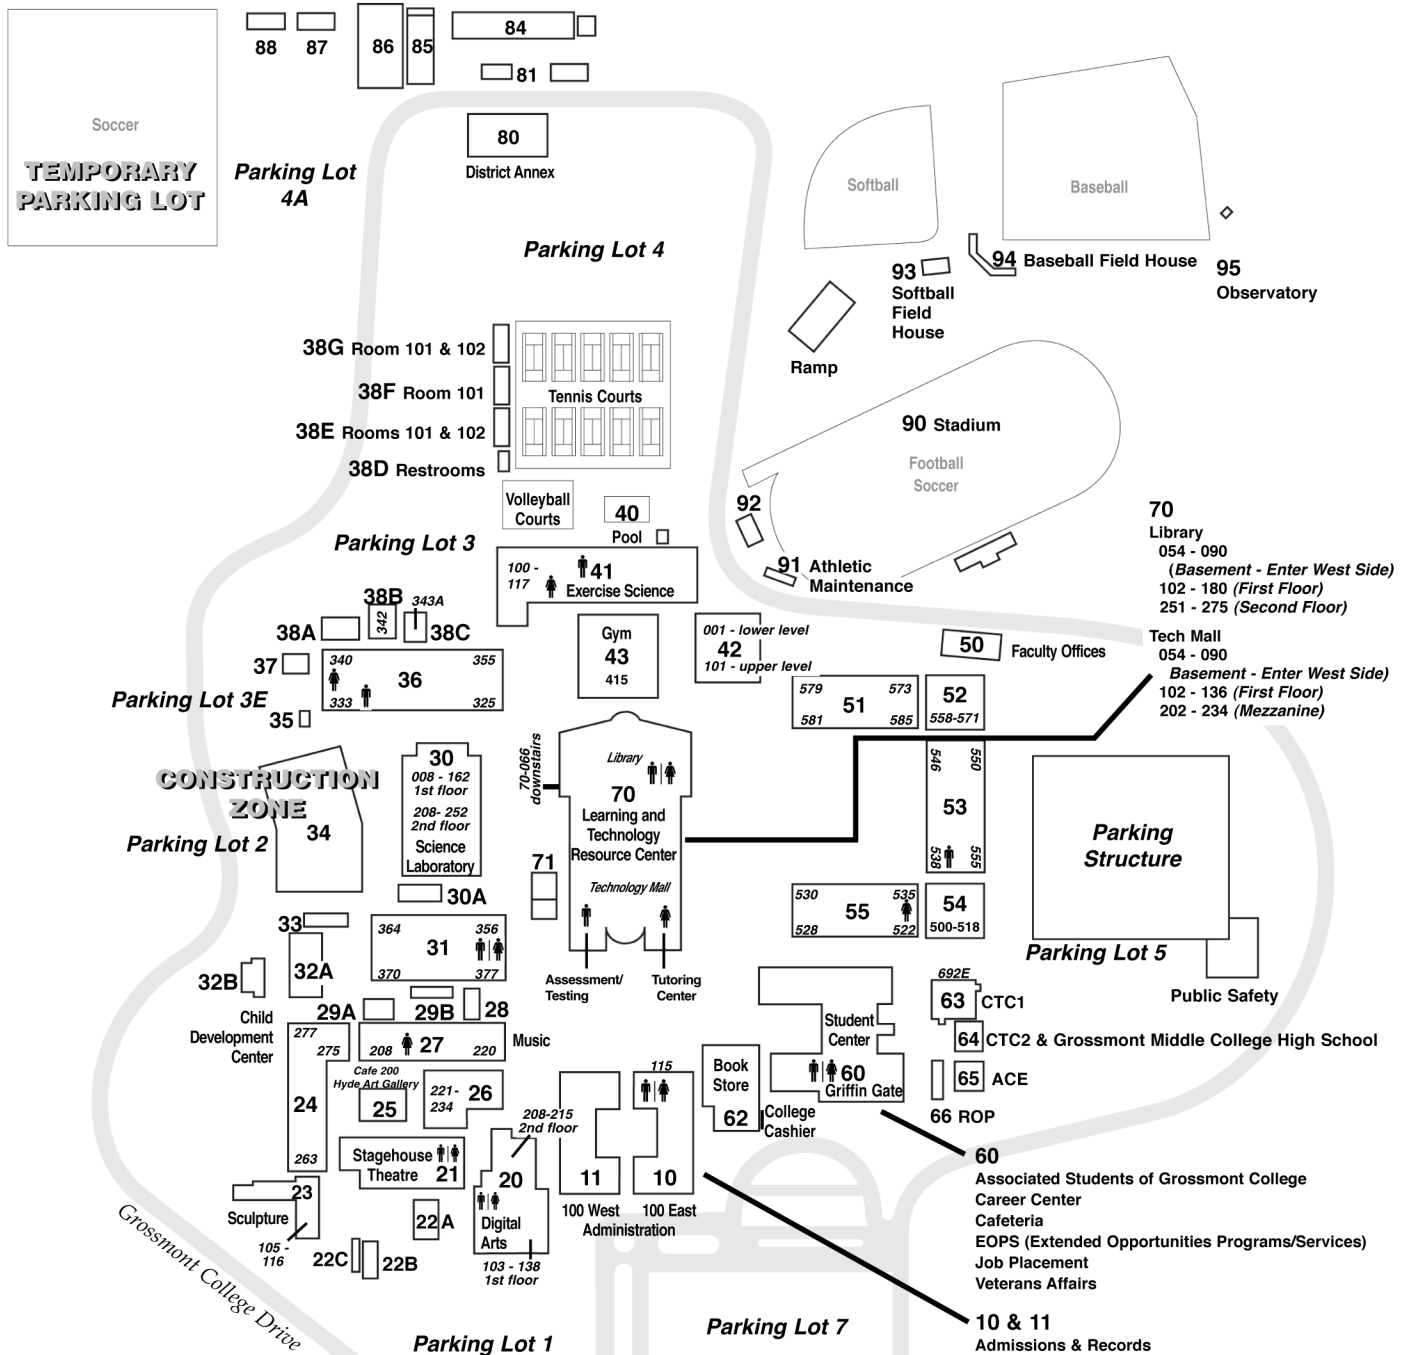 88
87
86
85
84
81
80
District Annex
Soccer
TEMPORARY
PARKING LOT
Parking Lot
4A
Parking Lot 4
Softball
Baseball
93
Softball
Field
House
94 Baseball Field House
95
Observatory
Ramp
38G Room 101 & 102
38F Room 101
38E Rooms 101 & 102
38D Restrooms
Tennis Courts
90 Stadium
Football
Soccer
Volleyball
Courts
40
Pool
92
91 Athletic
Maintenance
Parking Lot 3
100 -
117
41
Exercise Science
70
Library
054 - 090
(Basement - Enter West Side)
102 - 180 (First Floor)
251 - 275 (Second Floor)
Tech Mall
054 - 090
Basement - Enter West Side)
102 - 136 (First Floor)
202 - 234 (Mezzanine)
38B
342
343A
38A
38C
37
340
355
36
333
325
Parking Lot 3E
35
Gym
43
415
001 - lower level
42
101 - upper level
50
Faculty Offices
579
573
51
581
585
52
558-571
546
550
53
538
555
CONSTRUCTION
ZONE
34
Parking Lot 2
30
008 - 162
1st floor
208- 252
2nd floor
Science
Laboratory
30A
70-066
downstairs
Library
70
Learning and
Technology
Resource Center
Technology Mall
71
Assessment/
Testing
Tutoring
Center
530
535
55
528
522
54
500-518
Parking
Structure
Parking Lot 5
Public Safety
33
32A
32B
Child
Development
Center
364
356
31
370
377
29A
29B
28
277
275
24
263
208
27
220
Music
Cafe 200
Hyde Art Gallery
25
221-
234
26
Stagehouse
Theatre
21
208-215
2nd floor
20
Digital
Arts
103 - 138
1st floor
23
Sculpture
105 -
116
22A
22C
22B
11
100 West
115
10
100 East
Administration
Book
Store
62
College
Cashier
Student
Center
60
Griffin Gate
692E
63
CTC1
64
CTC2 & Grossmont Middle College High School
65
ACE
66 ROP
60
Associated Students of Grossmont College
Career Center
Cafeteria
EOPS (Extended Opportunities Programs/Services)
Job Placement
Veterans Affairs
10 & 11
Admissions & Records
Grossmont College Drive
Parking Lot 1
Parking Lot 7